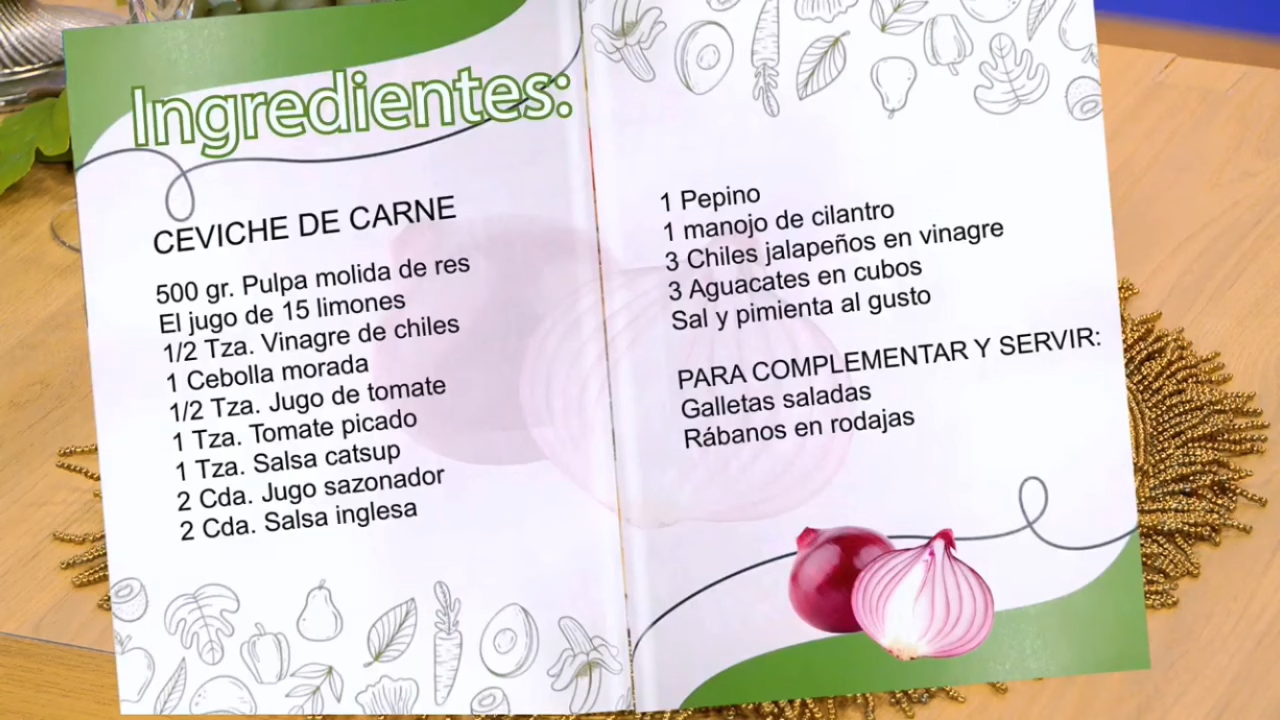 Ingredientes:
CEVICHE DE CARNE
500 gr. Pulpa molida de res
El jugo de 15 limones
1/2 Tza. Vinagre de chiles
1 Cebolla morada
1/2 Tza. Jugo de tomate
1 Tza. Tomate picado
1 Tza. Salsa catsup
2 Cda. Jugo sazonador
2 Cda. Salsa inglesa
1 Pepino
1 manojo de cilantro
3 Chiles jalapeños en vinagre
3 Aguacates en cubos
Sal y pimienta al gusto
PARA COMPLEMENTAR Y SERVIR:
Galletas saladas
Rábanos en rodajas